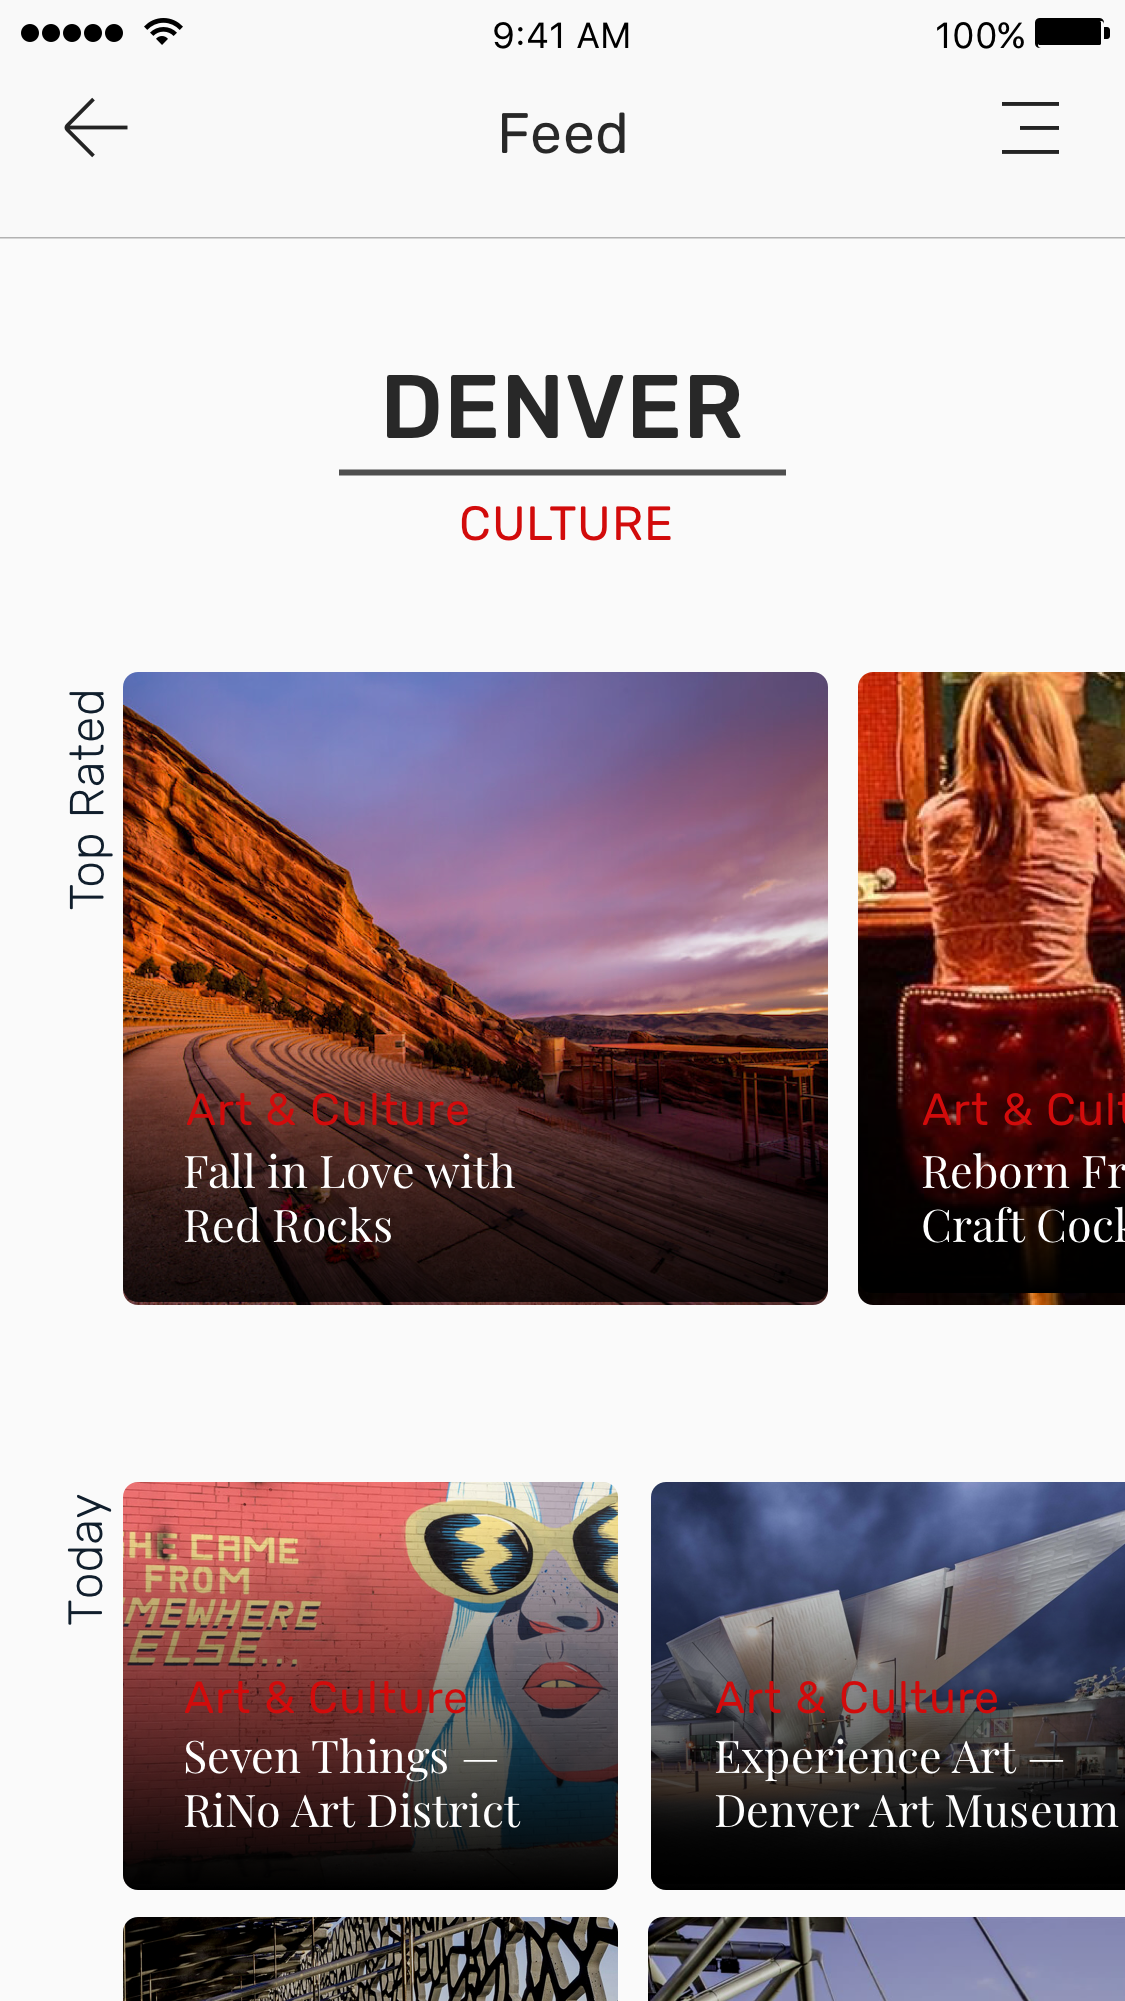 9:41 AM
100%
Feed
DENVER
CULTURE
Top Rated
Art & Culture
Fall in Love with
Red Rocks
Art & Cult
Reborn Fr
Craft Cock
Today
HE CAME
FROM
MEWHERE
ELSE...
Art & Culture
Seven Things —
RiNo Art District
Art & Culture
Experience Art —
Denver Art Museum